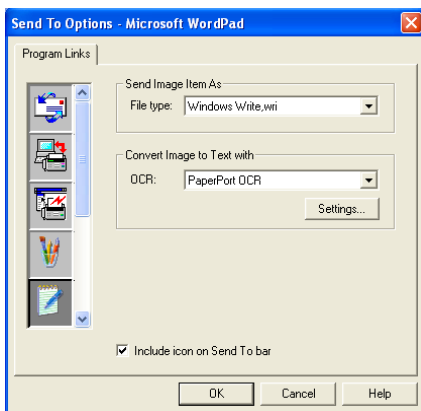 Send To Options - Microsoft WordPad
Program Links
Send Image Item As
File type: Windows Write,wri
Convert Image to Text with
OCR: PaperPort OCR
Settings...
Include icon on Send To bar
OK Cancel Help